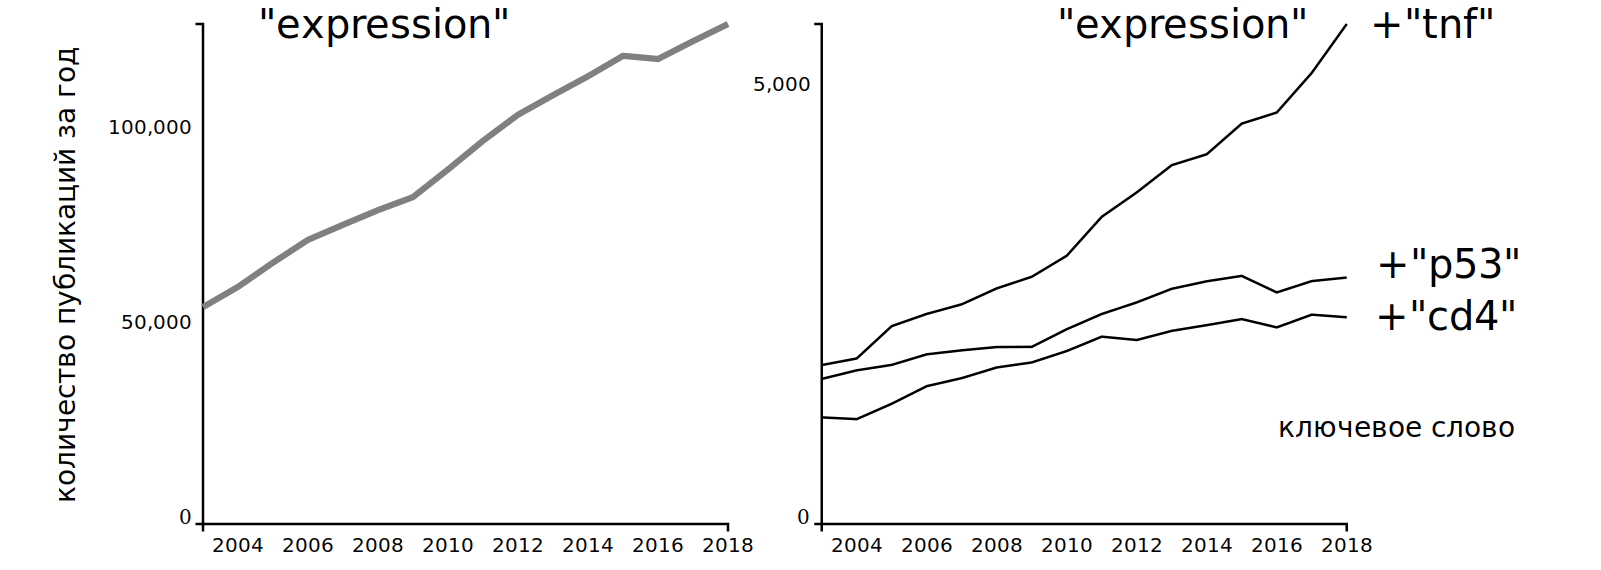 "expression"
количество публикаций за год
100,000
50,000
0
2004 2006 2008 2010 2012 2014 2016 2018
"expression" +"tnf"
5,000
+"p53"
+"cd4"
ключевое слово
0
2004 2006 2008 2010 2012 2014 2016 2018